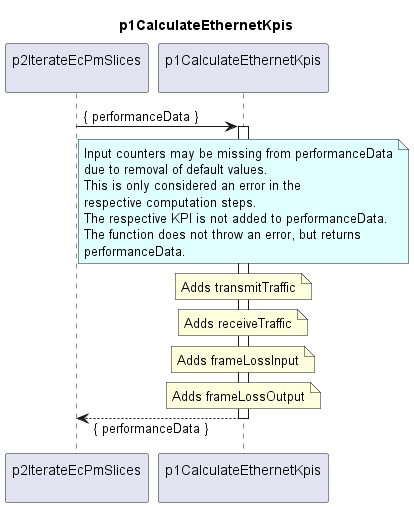 p1CalculateEthernetKpis
p2IterateEcPmSlices
p1CalculateEthernetKpis
{ performanceData }
Input counters may be missing from performanceData
due to removal of default values.
This is only considered an error in the
respective computation steps.
The respective KPI is not added to performanceData.
The function does not throw an error, but returns
performanceData.
Adds transmitTraffic
Adds receiveTraffic
Adds frameLossInput
Adds frameLossOutput
{ performanceData }
p2IterateEcPmSlices
p1CalculateEthernetKpis